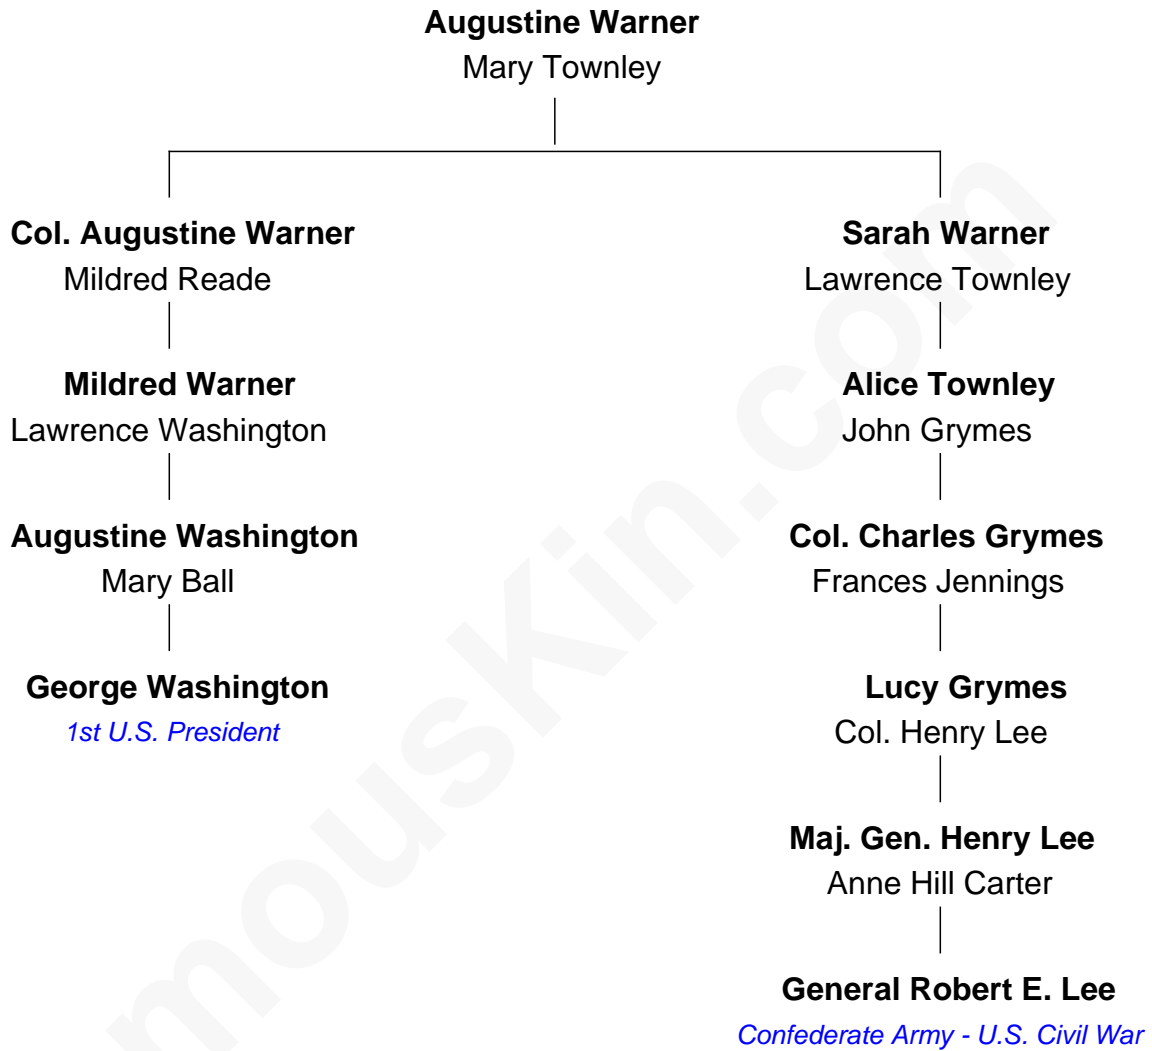 Augustine Warner
Mary Townley
Col. Augustine Warner
Mildred Reade
Mildred Warner
Lawrence Washington
Augustine Washington
Mary Ball
George Washington
1st U.S. President
Sarah Warner
Lawrence Townley
Alice Townley
John Grymes
Col. Charles Grymes
Frances Jennings
Lucy Grymes
Col. Henry Lee
Maj. Gen. Henry Lee
Anne Hill Carter
General Robert E. Lee
Confederate Army - U.S. Civil War
mousKin.com